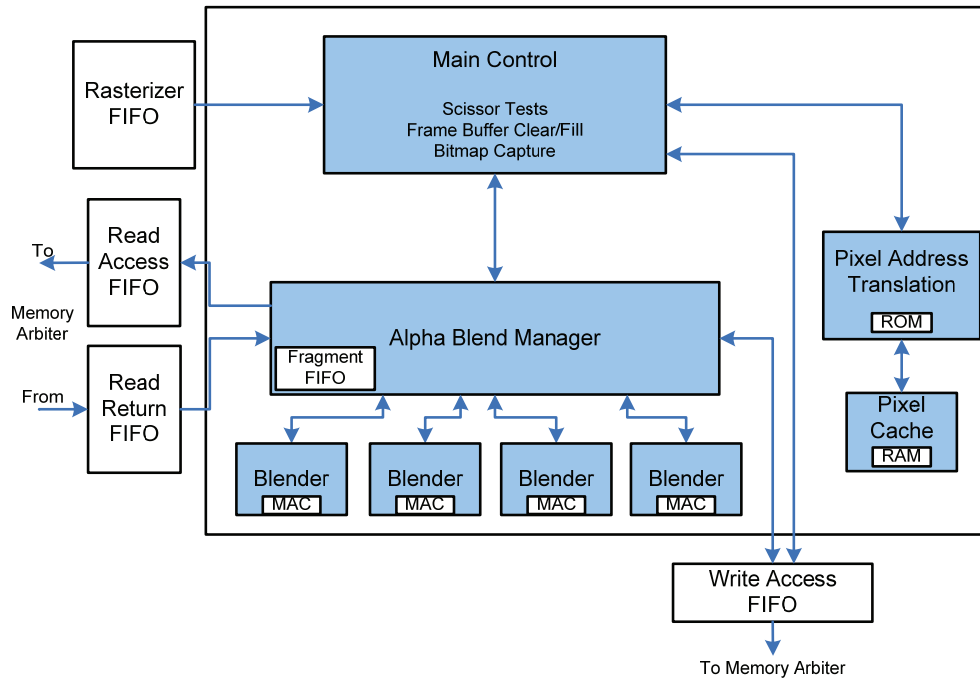 Main Control
Scissor Tests
Frame Buffer Clear/Fill
Bitmap Capture
Rasterizer
FIFO
To
Read
Access
FIFO
Memory
Arbiter
From
Read
Return
FIFO
Alpha Blend Manager
Fragment
FIFO
Pixel Address
Translation
ROM
Pixel
Cache
RAM
Blender
MAC
Blender
MAC
Blender
MAC
Blender
MAC
Write Access
FIFO
To Memory Arbiter